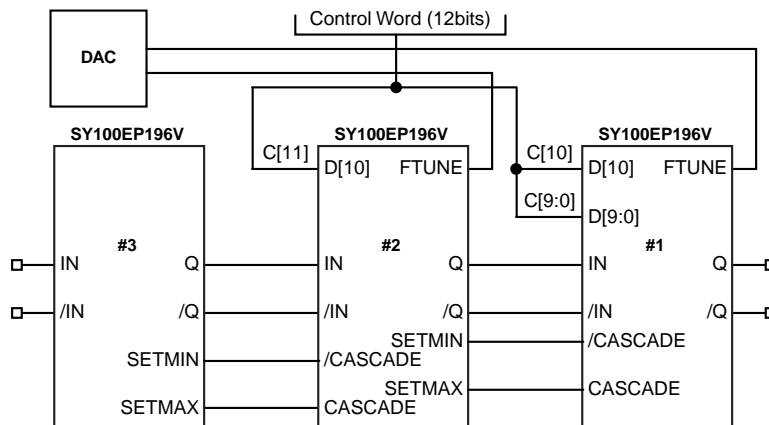 Control Word (12bits)
DAC
SY100EP196V SY100EP196V SY100EP196V
C[11] D[10] FTUNE C[10] D[10] FTUNE
C[9:0] D[9:0]
#3 #2 #1
IN Q IN Q IN Q
/IN /Q /IN /Q /IN /Q
SETMIN /CASCADE
SETMIN /CASCADE
SETMAX CASCADE
SETMAX CASCADE